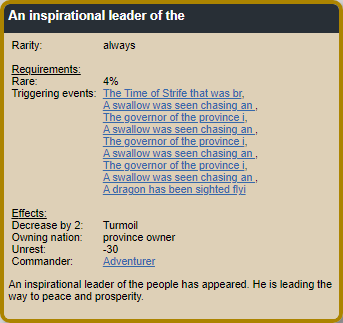 An inspirational leader of the
Rarity: always
Requirements:
Rare: 4%
Triggering events: The Time of Strife that was br,
A swallow was seen chasing an ,
The governor of the province i,
A swallow was seen chasing an ,
The governor of the province i,
A swallow was seen chasing an ,
The governor of the province i,
A swallow was seen chasing an ,
A dragon has been sighted flyi
Effects:
Decrease by 2: Turmoil
Owning nation: province owner
Unrest: -30
Commander: Adventurer
An inspirational leader of the people has appeared. He is leading the
way to peace and prosperity.